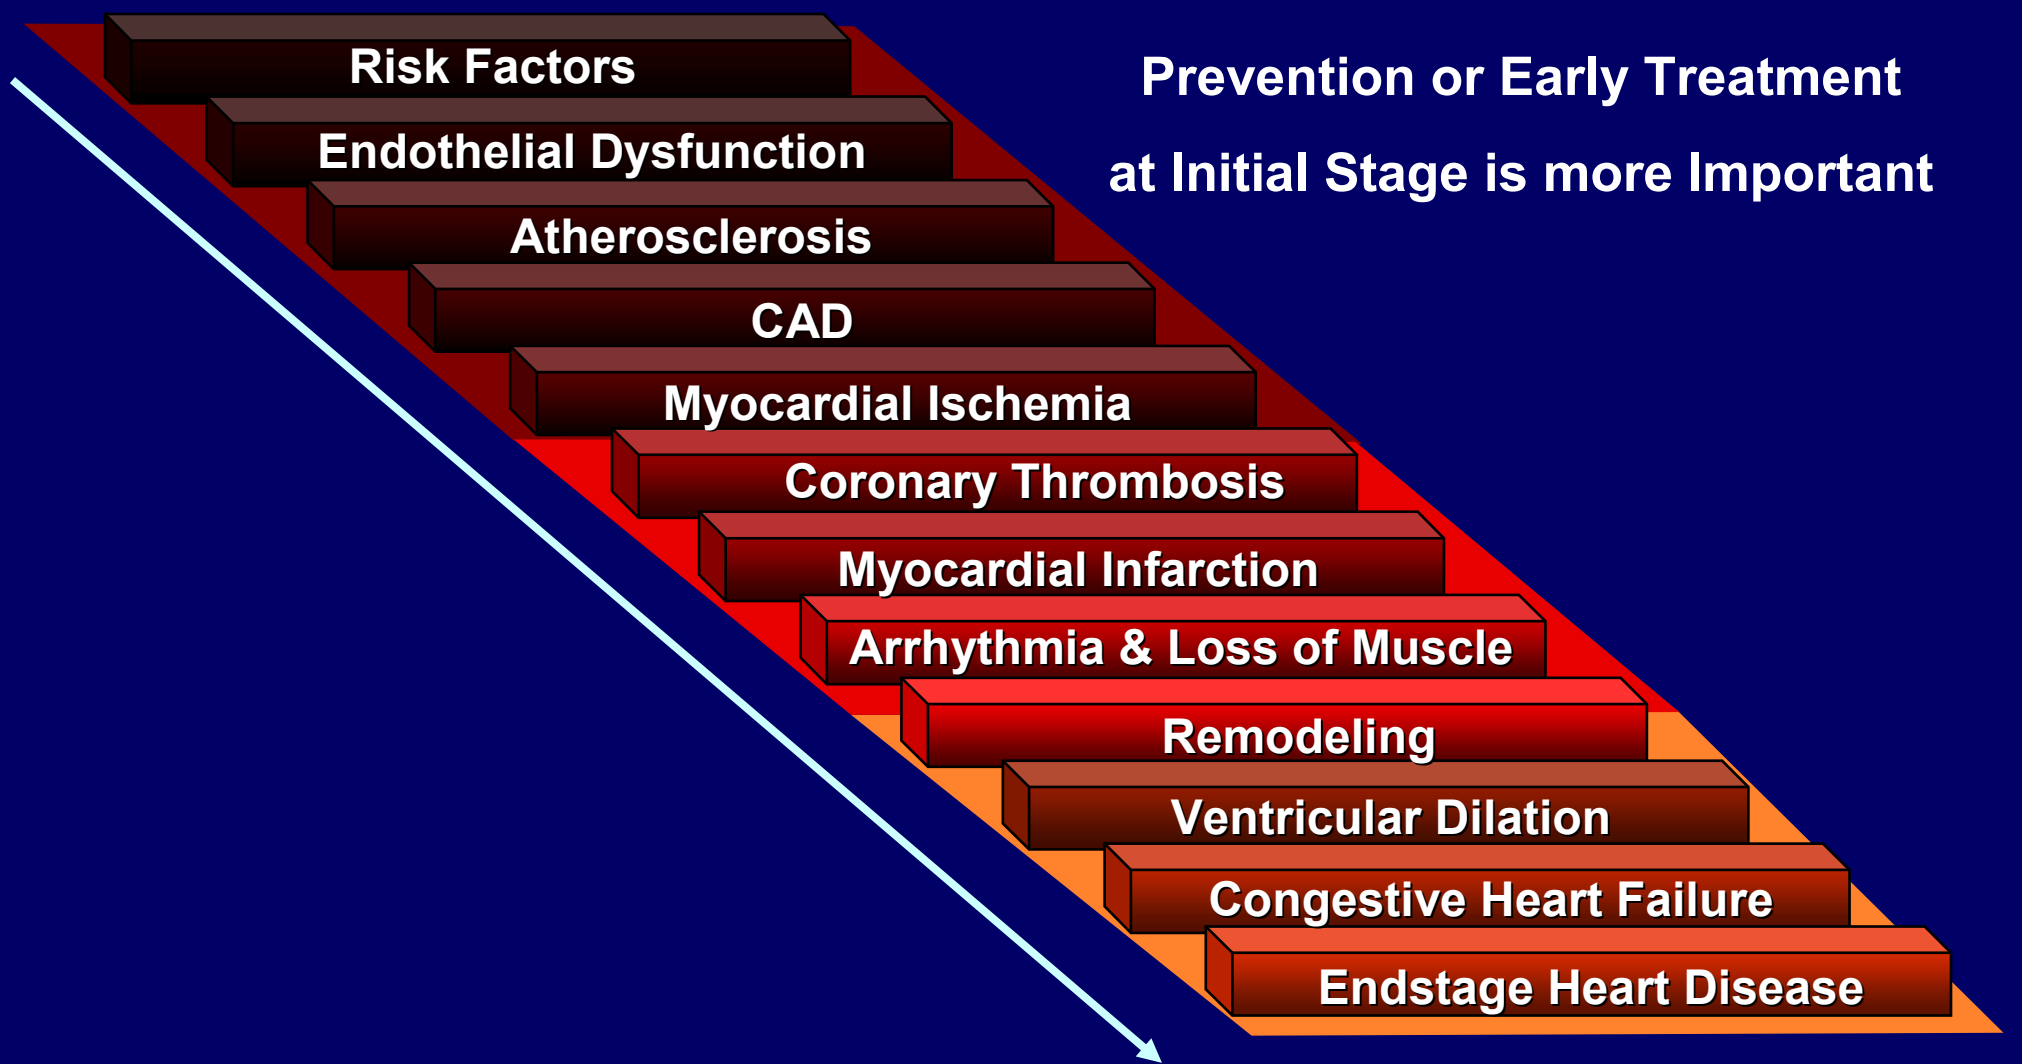 Risk Factors
Prevention or Early Treatment
at Initial Stage is more Important
Endothelial Dysfunction
Atherosclerosis
CAD
Myocardial Ischemia
Coronary Thrombosis
Myocardial Infarction
Arrhythmia & Loss of Muscle
Remodeling
Ventricular Dilation
Congestive Heart Failure
Endstage Heart Disease